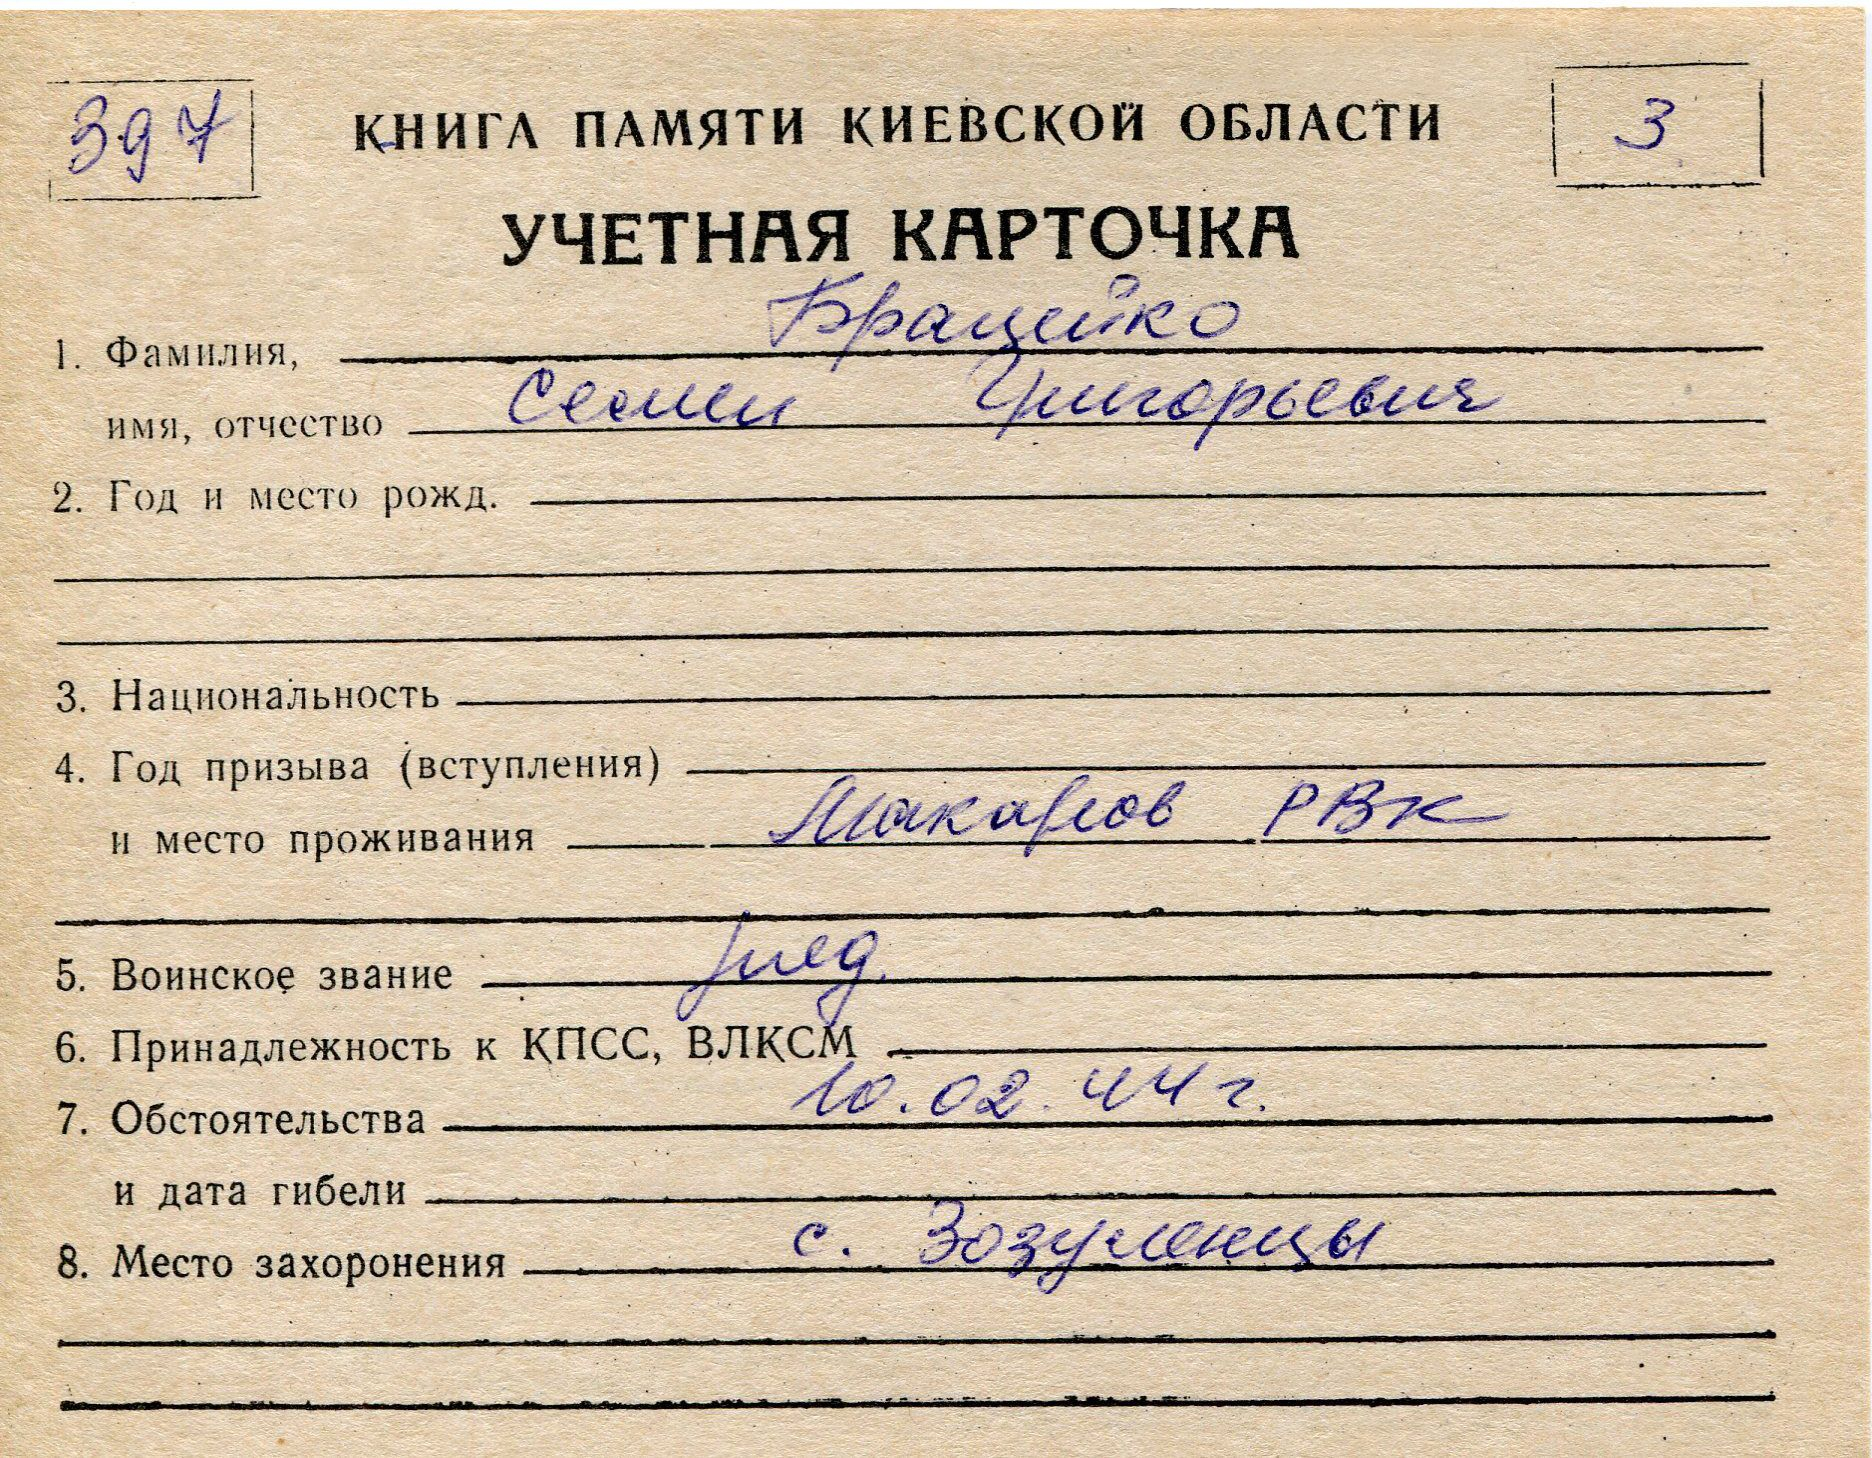 397
КНИГА ПАМЯТИ КИЕВСКОЙ ОБЛАСТИ
3
УЧЕТНАЯ КАРТОЧКА
1. Фамилия, Брацейко
имя, отчество Семен Григорьевич
2. Год и место рожд.
3. Национальность
4. Год призыва (вступления)
и место проживания Макаров РВК
5. Воинское звание
6. Принадлежность к КПСС, ВЛКСМ
7. Обстоятельства 10.02.44 г.
и дата гибели
8. Место захоронения с. Зозуленцы